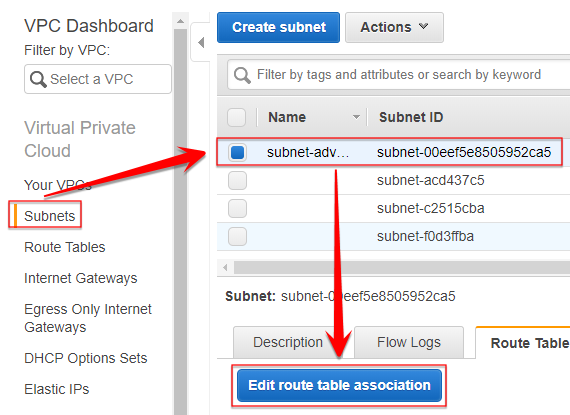 VPC Dashboard
Filter by VPC:
Select a VPC
Virtual Private
Cloud
Your VPCs
Subnets
Route Tables
Internet Gateways
Egress Only Internet
Gateways
DHCP Options Sets
Elastic IPs
Create subnet
Actions
Filter by tags and attributes or search by keyword
Name Subnet ID
subnet-adv... subnet-00eef5e8505952ca5
subnet-acd437c5
subnet-c2515cba
subnet-f0d3ffba
Subnet: subnet-00eef5e8505952ca5
Description Flow Logs Route Table
Edit route table association